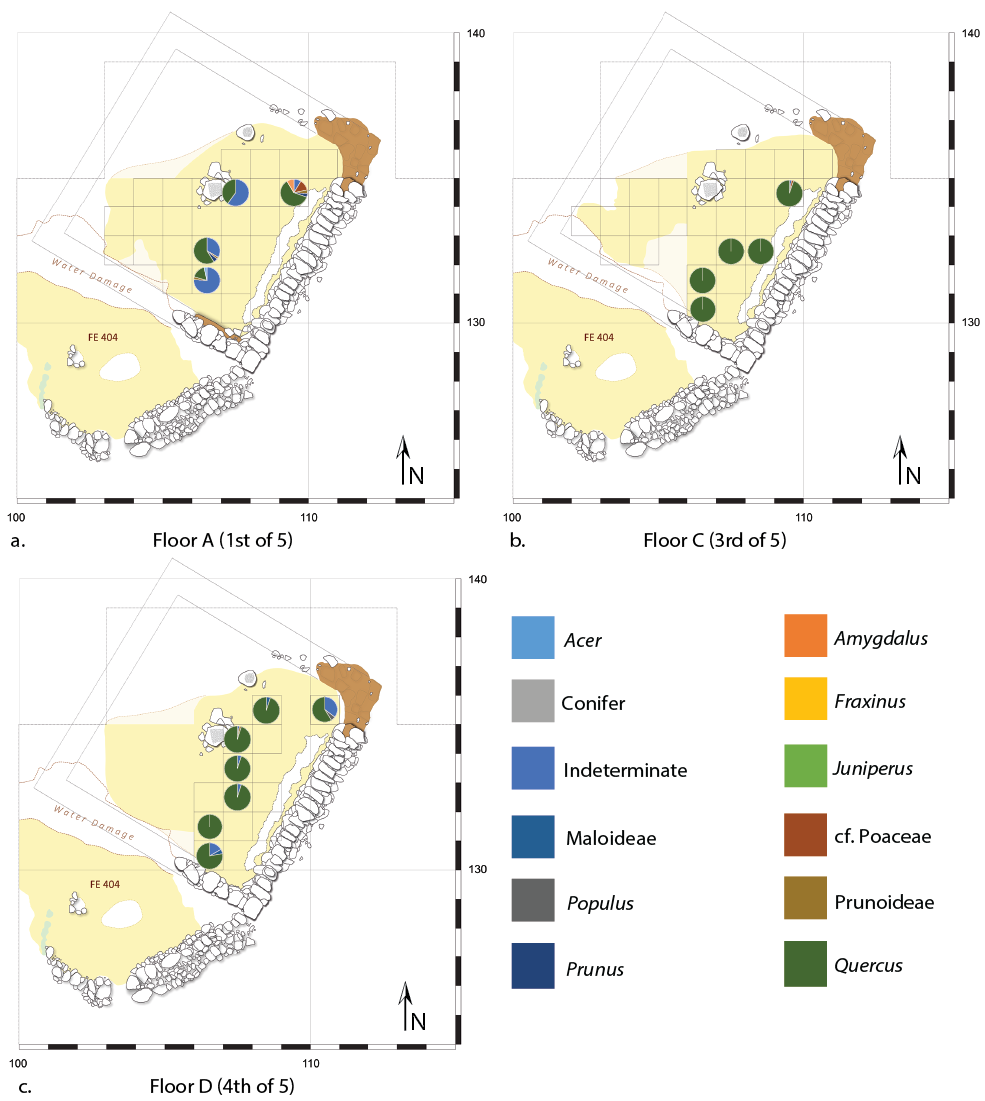 140
140
Water Damage
Water Damage
130
130
FE 404
FE 404
N
N
100
110
100
110
a.
Floor A (1st of 5)
b.
Floor C (3rd of 5)
140
Acer
Amygdalus
Conifer
Fraxinus
Indeterminate
Juniperus
Water Damage
Maloideae
cf. Poaceae
130
FE 404
Populus
Prunoideae
Prunus
Quercus
N
100
110
c.
Floor D (4th of 5)